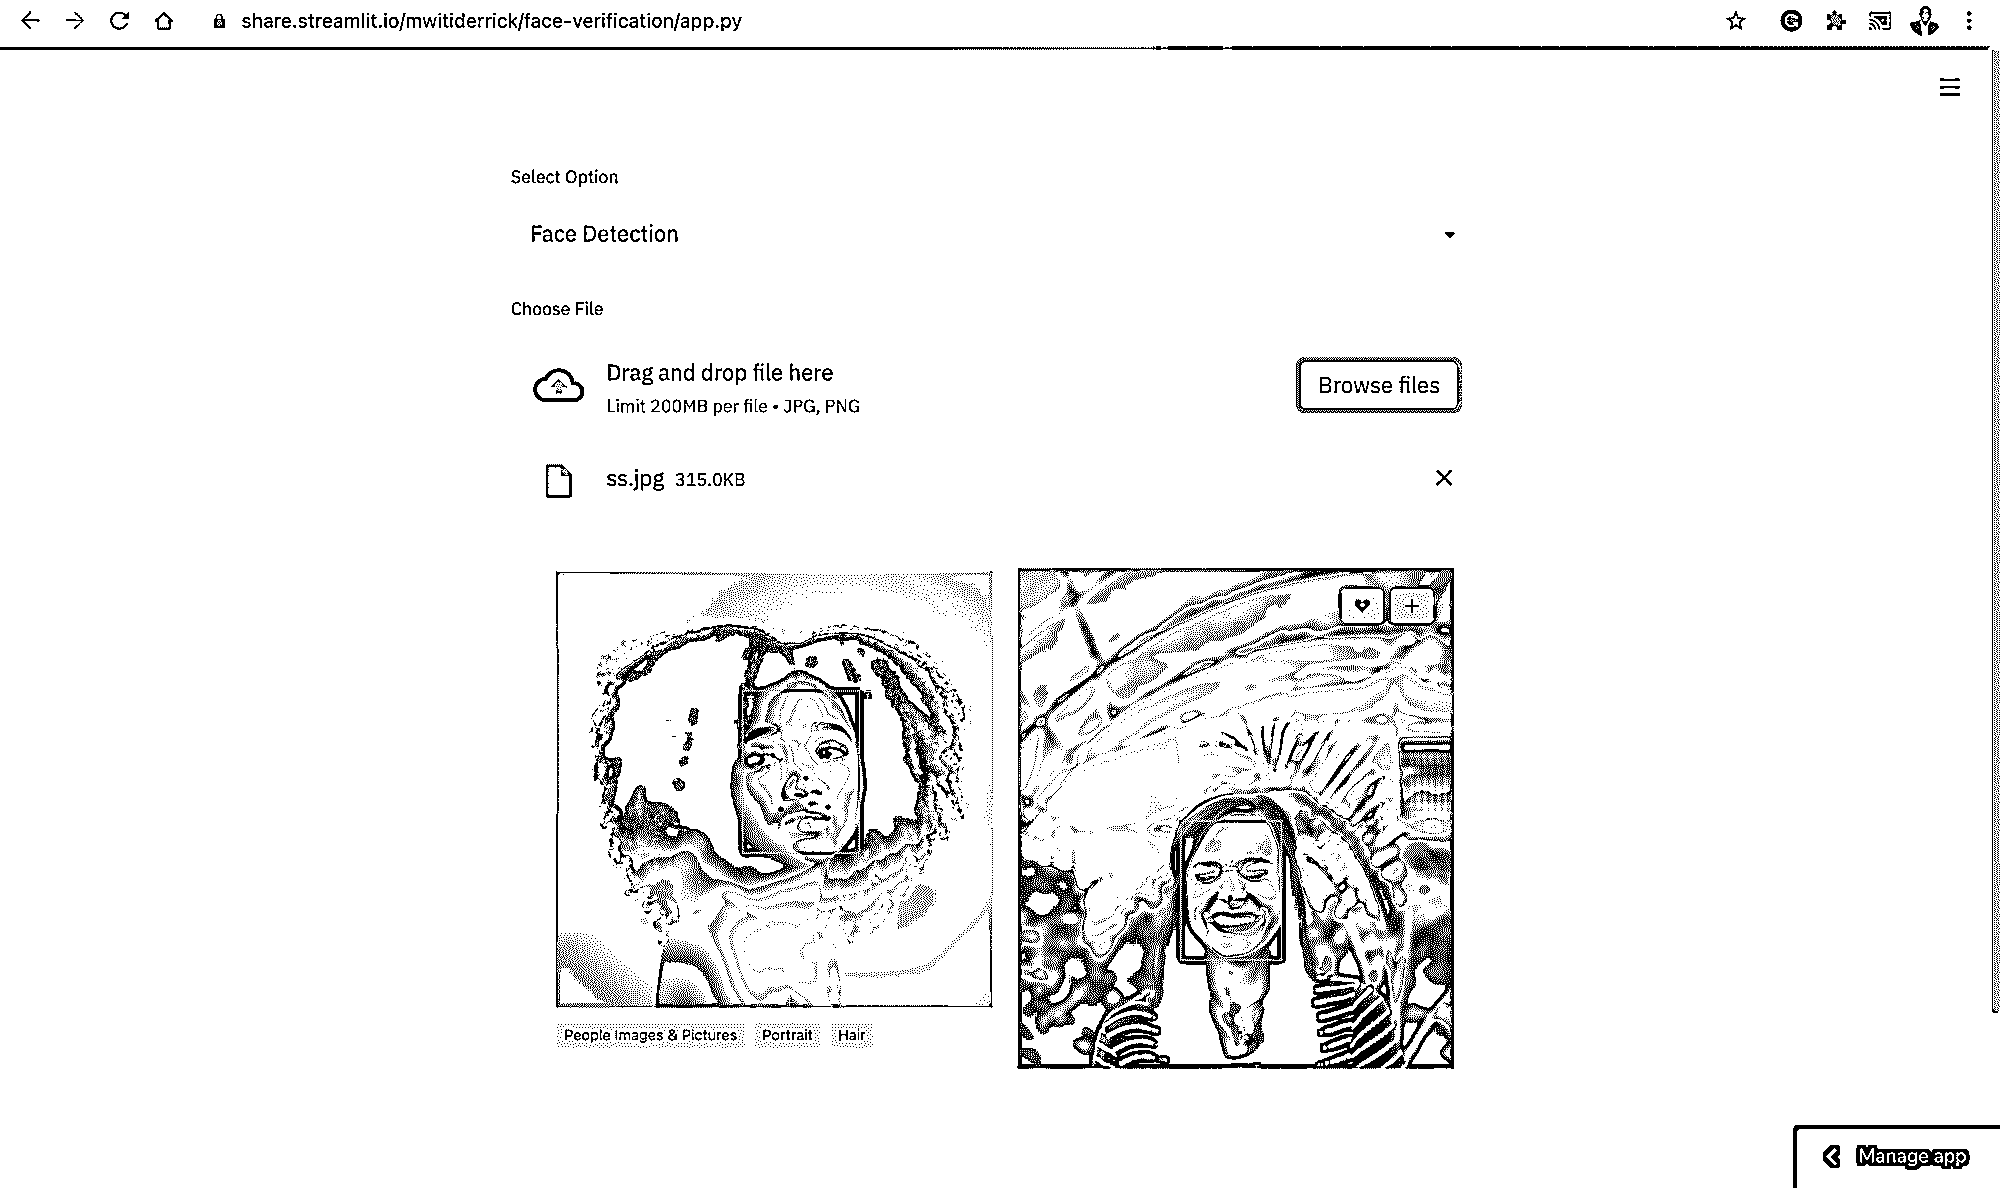 share.streamlit.io/mwitiderrick/face-verification/app.py
Select Option
Face Detection
Choose File
Drag and drop file here
Limit 200MB per file • JPG, PNG
Browse files
ss.jpg 315.0KB
People Images & Pictures Portrait Hair
Manage app